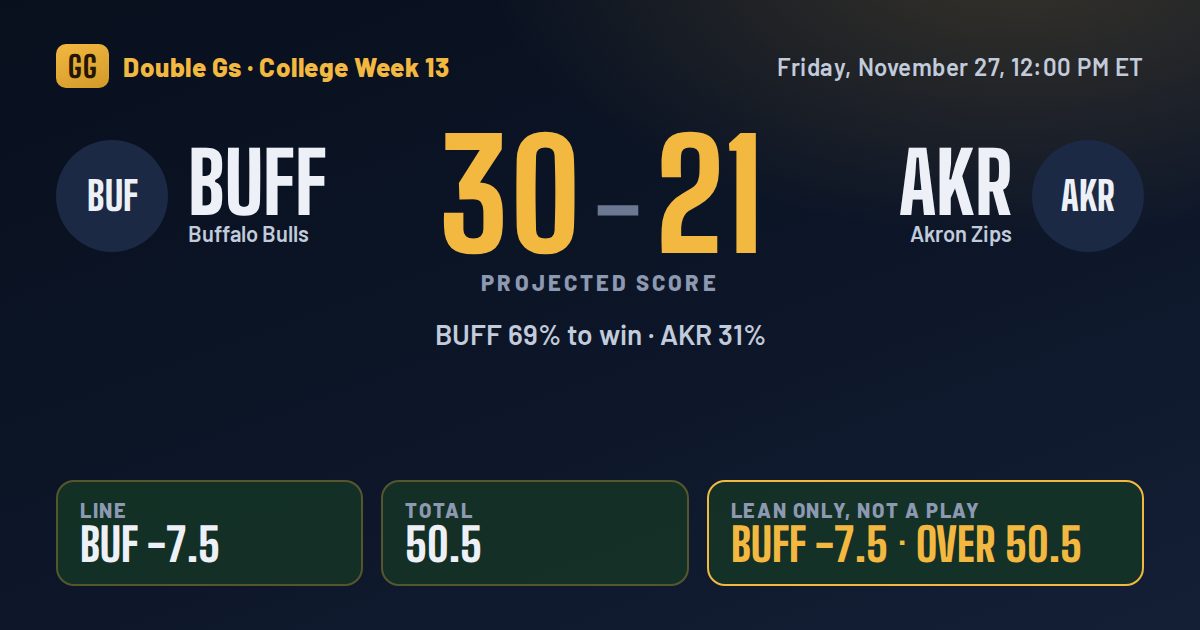 GG Double Gs · College Week 13
Friday, November 27, 12:00 PM ET
BUF
BUFF
Buffalo Bulls
30 – 21
PROJECTED SCORE
BUFF 69% to win · AKR 31%
AKR
Akron Zips
AKR
LINE
BUF −7.5
TOTAL
50.5
LEAN ONLY, NOT A PLAY
BUFF −7.5 · OVER 50.5